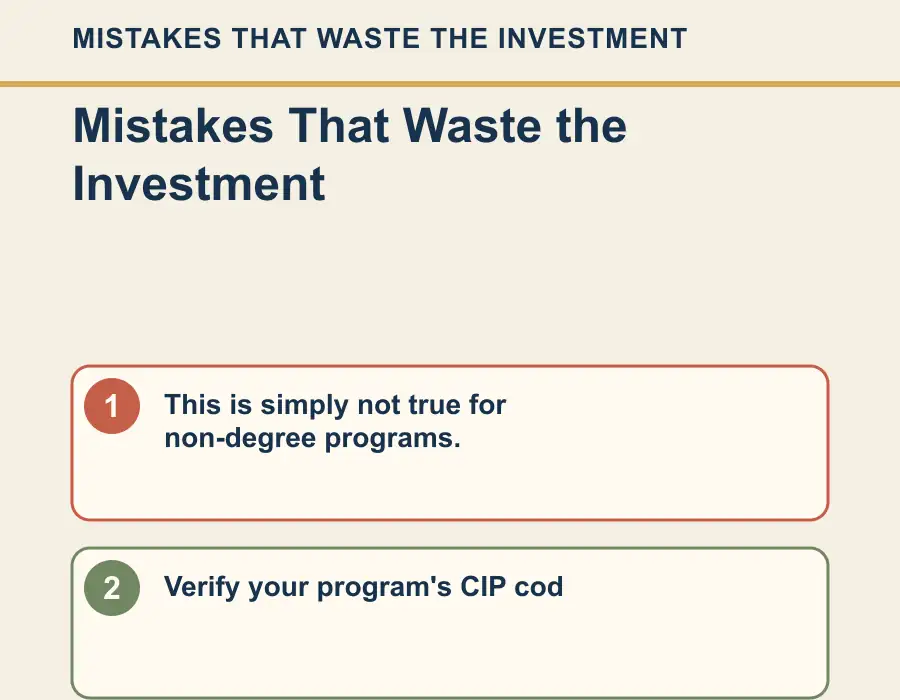 MISTAKES THAT WASTE THE INVESTMENT
Mistakes That Waste the
Investment
1
This is simply not true for
non-degree programs.
2
Verify your program's CIP cod